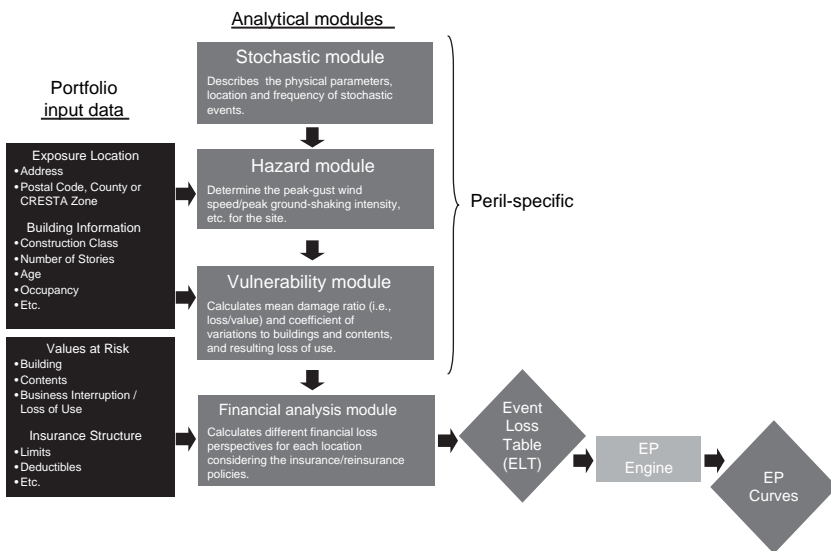 Analytical modules
Stochastic module
Describes the physical parameters,
location and frequency of stochastic
events.
Portfolio
input data
Exposure Location
•Address
•Postal Code, County or
CRESTA Zone
Building Information
•Construction Class
•Number of Stories
•Age
•Occupancy
•Etc.
Hazard module
Determine the peak-gust wind
speed/peak ground-shaking intensity,
etc. for the site.
Peril-specific
Vulnerability module
Calculates mean damage ratio (i.e.,
loss/value) and coefficient of
variations to buildings and contents,
and resulting loss of use.
Values at Risk
•Building
•Contents
•Business Interruption /
Loss of Use
Insurance Structure
•Limits
•Deductibles
•Etc.
Financial analysis module
Calculates different financial loss
perspectives for each location
considering the insurance/reinsurance
policies.
Event
Loss
Table
(ELT)
EP
Engine
EP
Curves